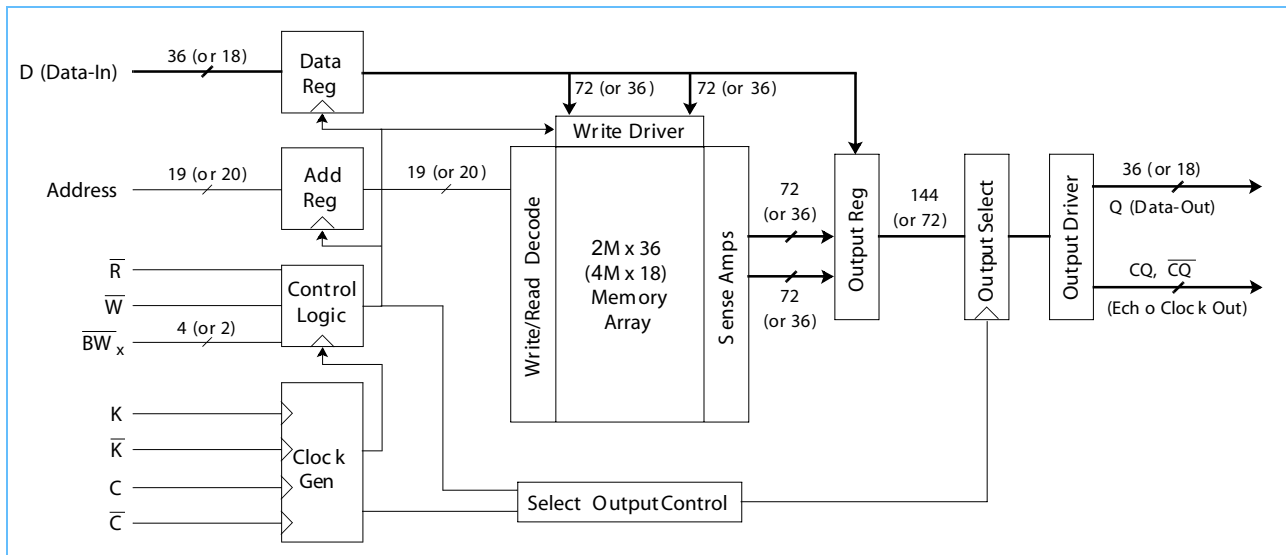 D (Data-In)
36 (or 18)
Data
Reg
72 (or 36)
72 (or 36)
Write Driver
Address
19 (or 20)
Add
Reg
19 (or 20)
Write/Read Decode
2M x 36
(4M x 18)
Memory
Array
Sense Amps
72
(or 36)
72
(or 36)
Output Reg
144
(or 72)
Output Select
Output Driver
36 (or 18)
Q (Data-Out)
CQ, C̅Q̅
(Echo Clock Out)
R̅
W̅
B̅W̅x
4 (or 2)
Control
Logic
K
K̅
C
C̅
Clock
Gen
Select Output Control